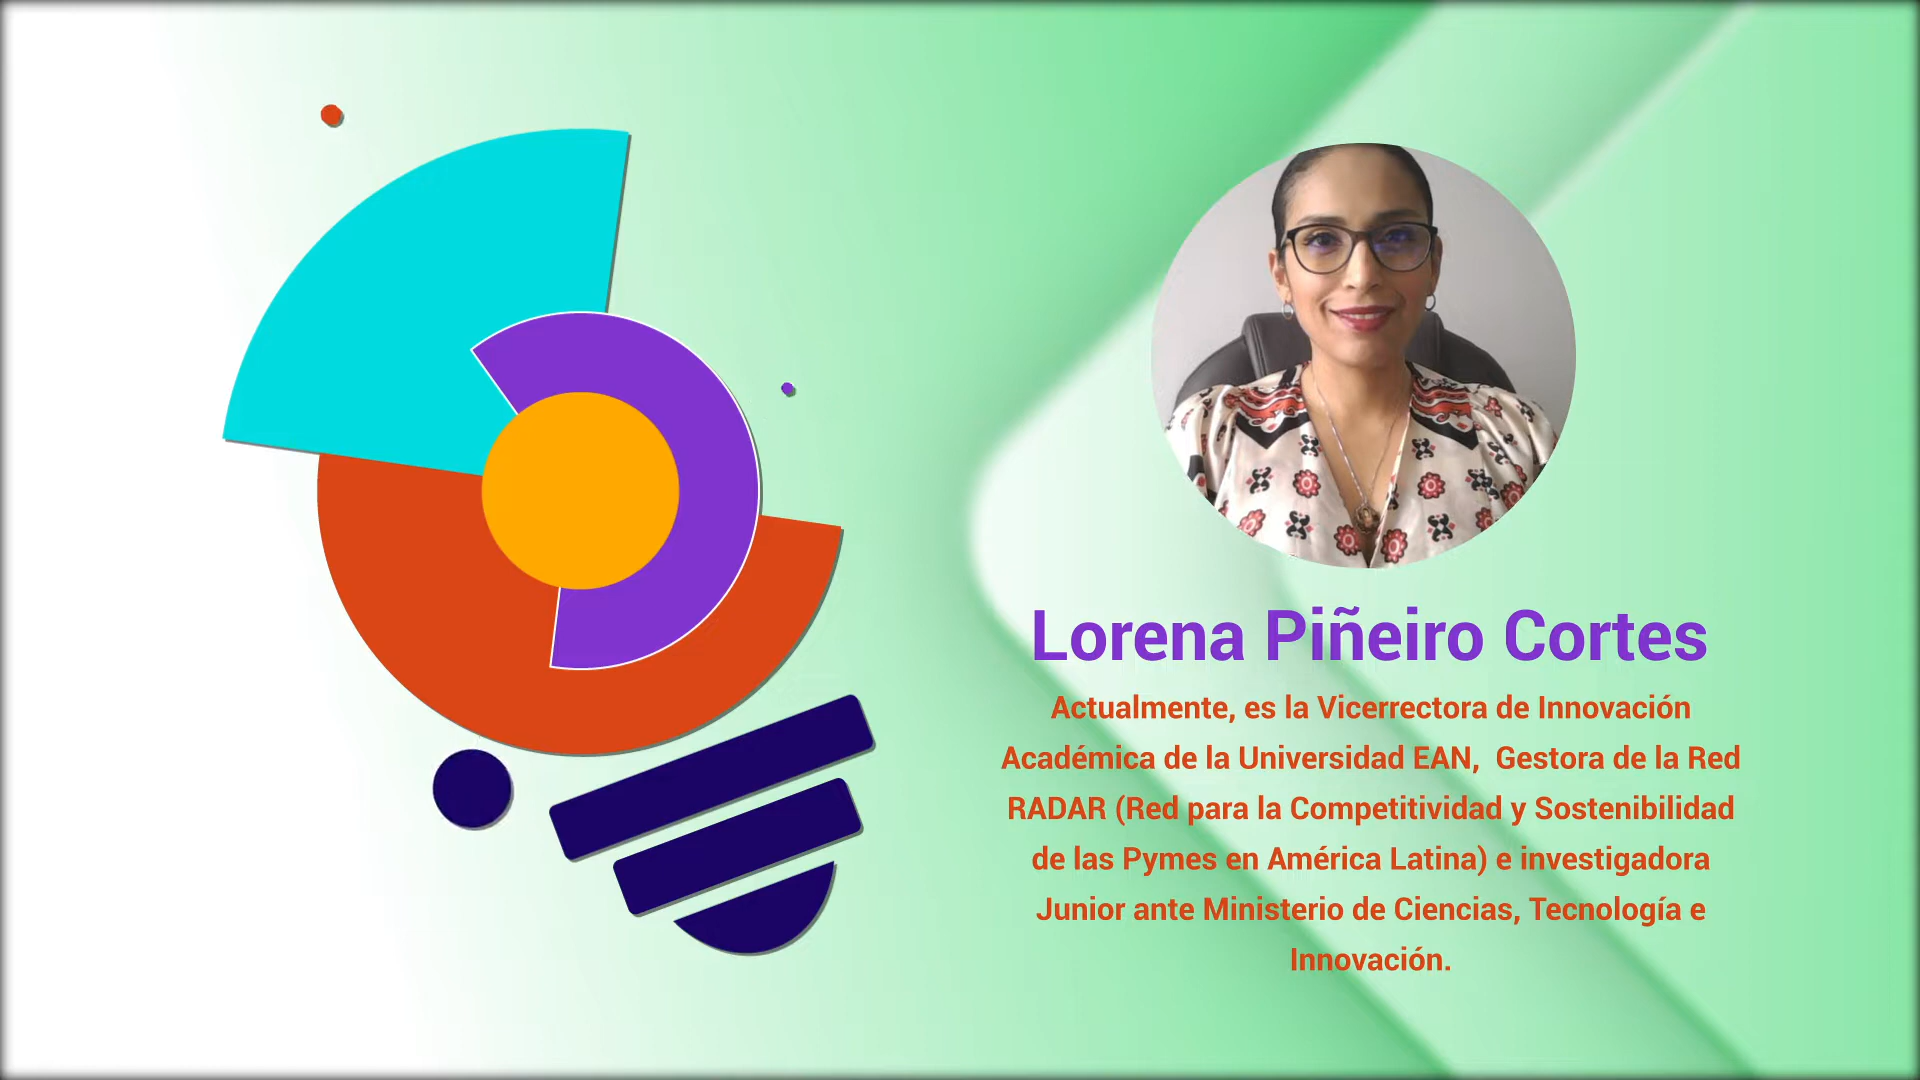 Lorena Piñeiro Cortes
Actualmente, es la Vicerrectora de Innovación
Académica de la Universidad EAN,  Gestora de la Red
RADAR (Red para la Competitividad y Sostenibilidad
de las Pymes en América Latina) e investigadora
Junior ante Ministerio de Ciencias, Tecnología e
Innovación.